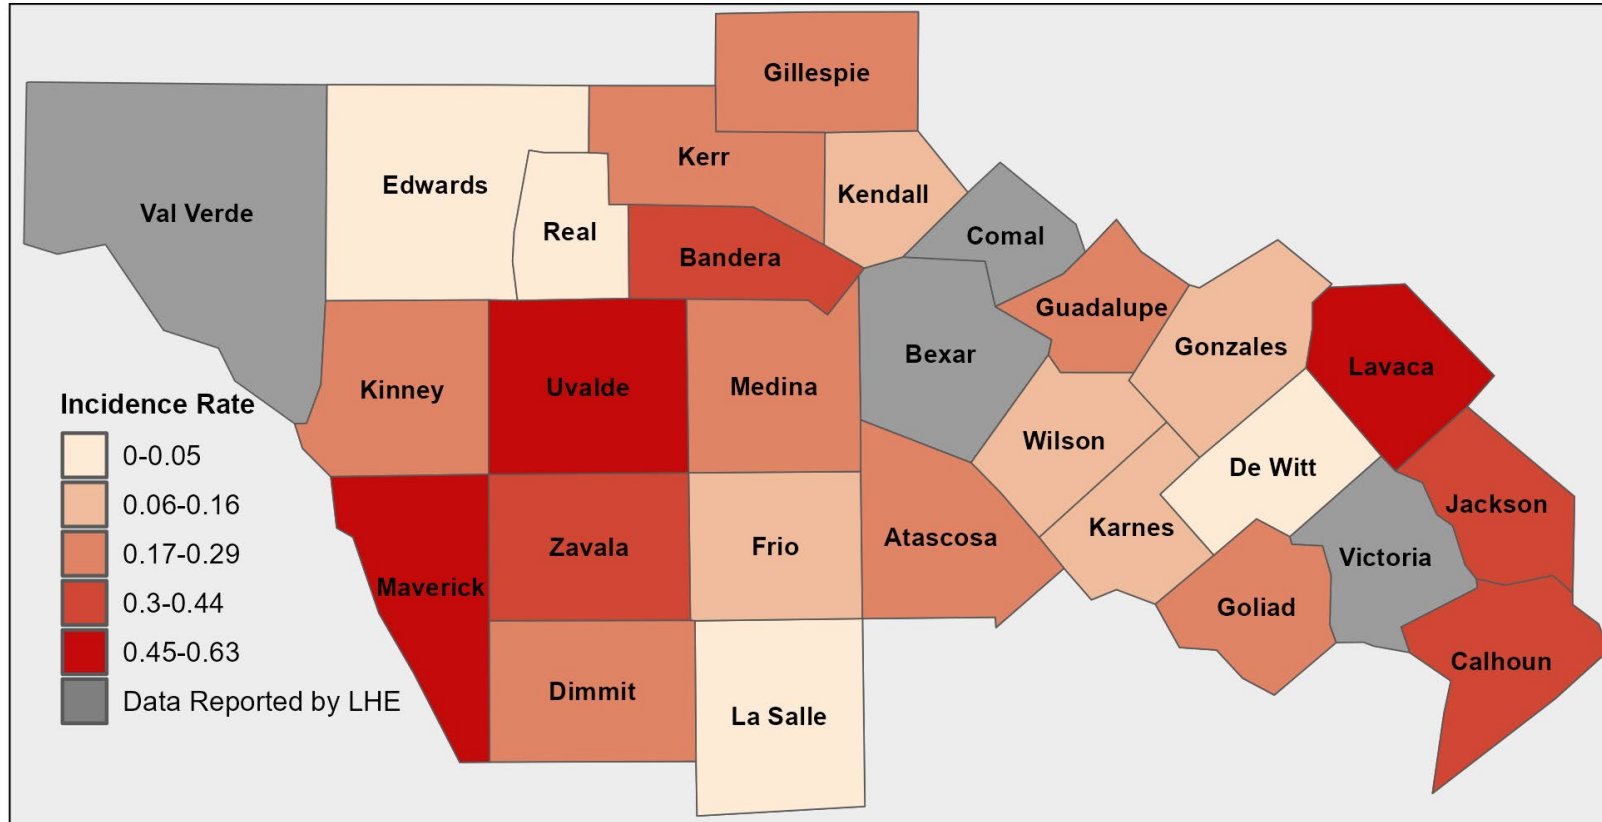 Gillespie
Kerr
Edwards
Kendall
Val Verde
Real
Comal
Bandera
Guadalupe
Gonzales
Bexar
Lavaca
Kinney
Uvalde
Medina
Incidence Rate
0-0.05
0.06-0.16
0.17-0.29
0.3-0.44
0.45-0.63
Data Reported by LHE
Wilson
De Witt
Jackson
Karnes
Atascosa
Zavala
Frio
Victoria
Maverick
Goliad
Calhoun
Dimmit
La Salle